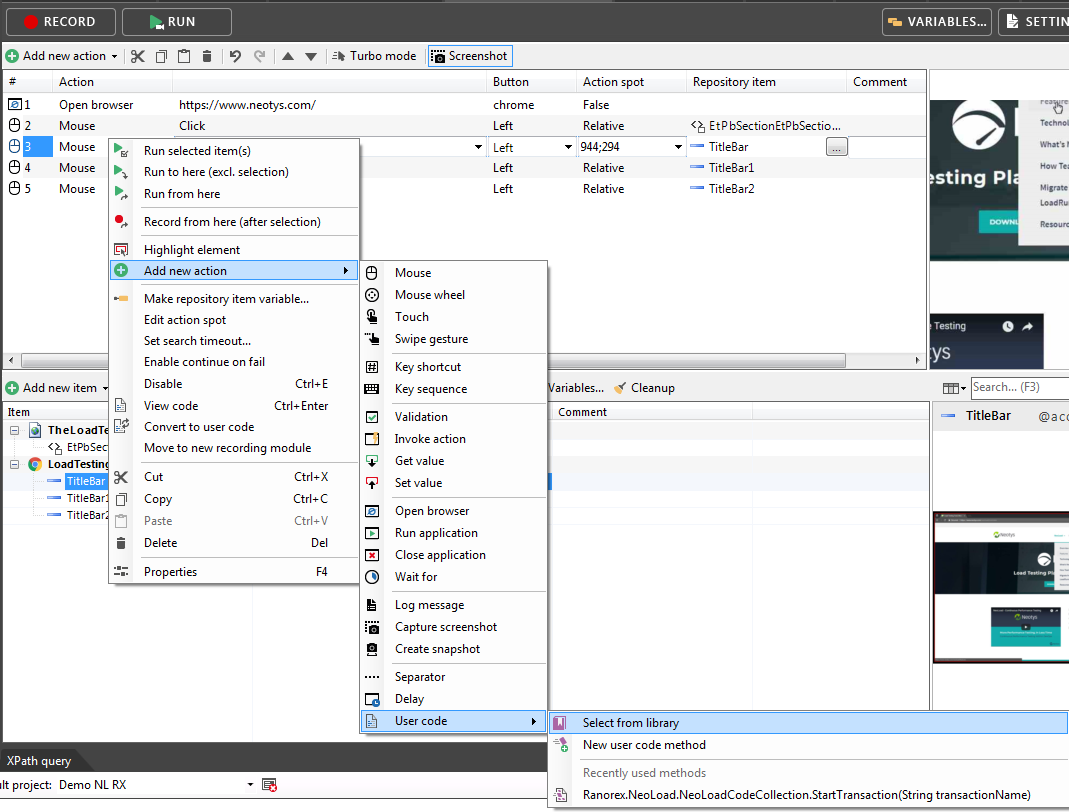 RECORD RUN VARIABLES... SETTIN
Add new action Turbo mode Screenshot
# Action Button Action spot Repository item Comment
1 Open browser https://www.neotys.com/ chrome False
2 Mouse Click Left Relative EtPbSectionEtPbSectio...
3 Mouse Left 944;294 TitleBar ...
4 Mouse Left Relative TitleBar1
5 Mouse Left Relative TitleBar2
Run selected item(s)
Run to here (excl. selection)
Run from here
Record from here (after selection)
Highlight element
Add new action
Make repository item variable...
Edit action spot
Set search timeout...
Enable continue on fail
Disable Ctrl+E
View code Ctrl+Enter
Convert to user code
Move to new recording module
Cut Ctrl+X
Copy Ctrl+C
Paste Ctrl+V
Delete Del
Properties F4
Mouse
Mouse wheel
Touch
Swipe gesture
Key shortcut
Key sequence
Validation
Invoke action
Get value
Set value
Open browser
Run application
Close application
Wait for
Log message
Capture screenshot
Create snapshot
Separator
Delay
User code
Select from library
New user code method
Recently used methods
Ranorex.NeoLoad.NeoLoadCodeCollection.StartTransaction(String transactionName)
Feature
Technol
What's N
How Tea
Migrate
LoadRun
Resourc
esting Pla
DOWNL
e Testing
ys
Add new item Variables... Cleanup Search... (F3)
Item Comment
TheLoadTe
EtPbSec
LoadTesting
TitleBar
TitleBar1
TitleBar2
TitleBar @acc
Neotys
Load Testing Pla
Neotys
XPath query
lt project: Demo NL RX